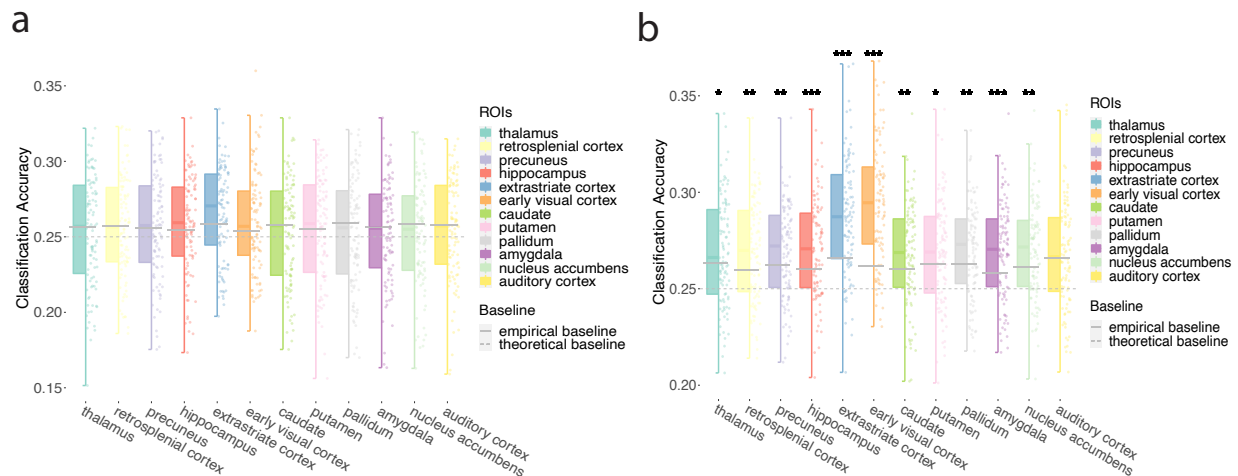 a
Classification Accuracy
0.35
0.30
0.25
0.20
0.15
thalamus
retrosplenial cortex
precuneus
hippocampus
extrastriate cortex
early visual cortex
caudate
putamen
pallidum
amygdala
nucleus accumbens
auditory cortex
ROIs
thalamus
retrosplenial cortex
precuneus
hippocampus
extrastriate cortex
early visual cortex
caudate
putamen
pallidum
amygdala
nucleus accumbens
auditory cortex
Baseline
empirical baseline
theoretical baseline
b
Classification Accuracy
0.35
0.30
0.25
0.20
* ** ** *** *** *** ** * ** *** **
thalamus
retrosplenial cortex
precuneus
hippocampus
extrastriate cortex
early visual cortex
caudate
putamen
pallidum
amygdala
nucleus accumbens
auditory cortex
ROIs
thalamus
retrosplenial cortex
precuneus
hippocampus
extrastriate cortex
early visual cortex
caudate
putamen
pallidum
amygdala
nucleus accumbens
auditory cortex
Baseline
empirical baseline
theoretical baseline